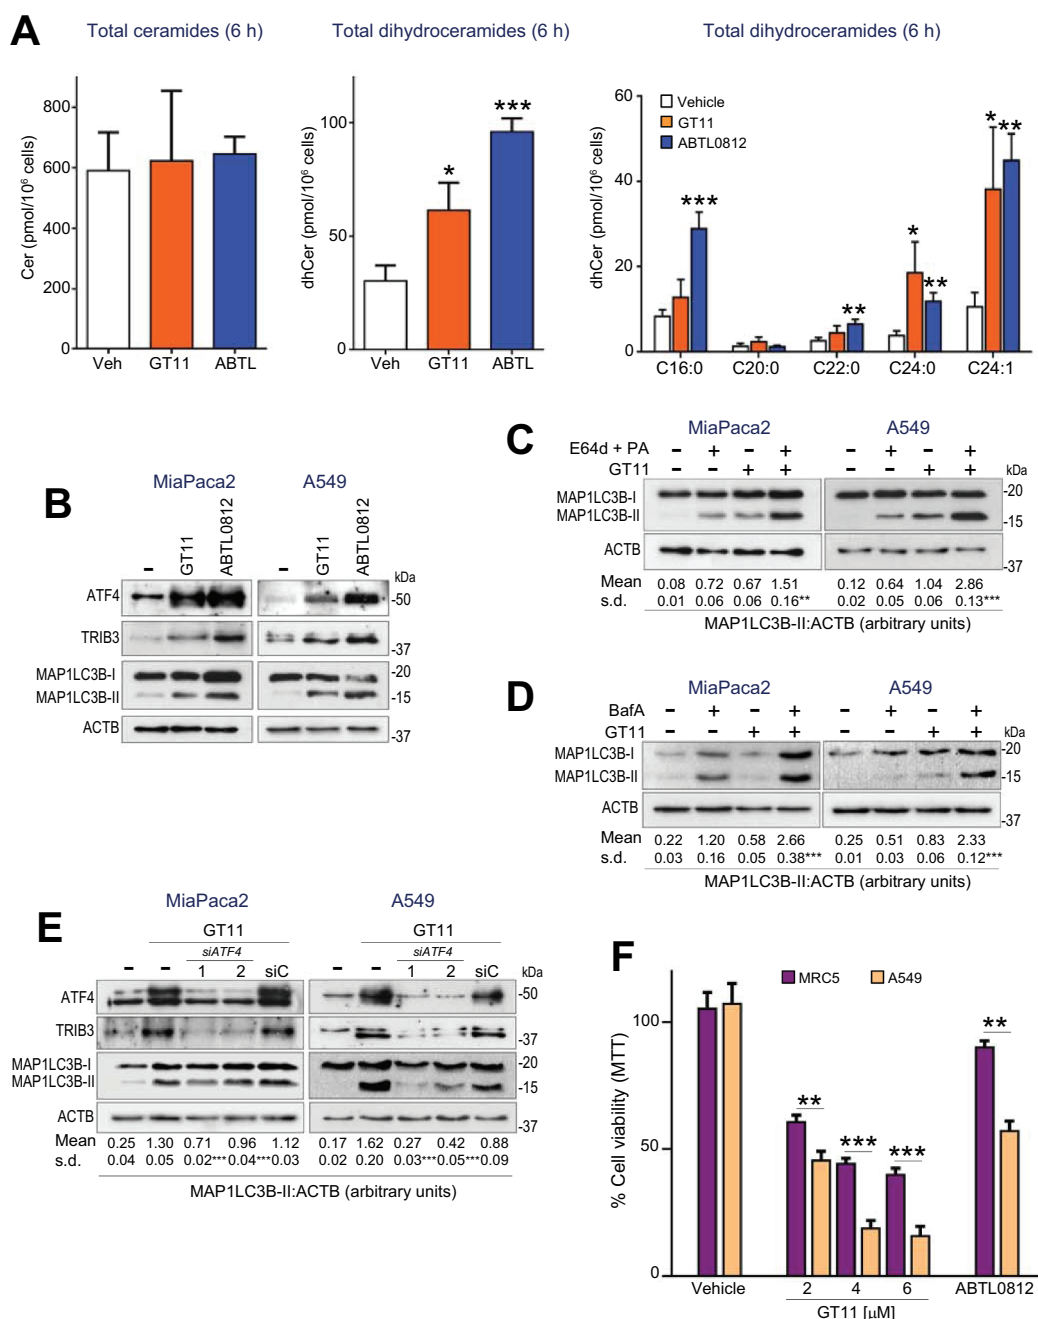 A
Total ceramides (6 h)
Total dihydroceramides (6 h)
Total dihydroceramides (6 h)
Cer (pmol/10⁶ cells)
800
600
400
200
0
Veh GT11 ABTL
dhCer (pmol/10⁶ cells)
100
50
0
* ***
Veh GT11 ABTL
dhCer (pmol/10⁶ cells)
60
40
20
0
Vehicle
GT11
ABTL0812
*** ** * ** * **
C16:0 C20:0 C22:0 C24:0 C24:1
B
MiaPaca2 A549
– GT11 ABTL0812 – GT11 ABTL0812
kDa
ATF4 -50
TRIB3 -37
MAP1LC3B-I -20
MAP1LC3B-II -15
ACTB -37
C
MiaPaca2 A549
E64d + PA – + – + – + – +
GT11 – – + + – – + + kDa
MAP1LC3B-I -20
MAP1LC3B-II -15
ACTB -37
Mean 0.08 0.72 0.67 1.51 0.12 0.64 1.04 2.86
s.d. 0.01 0.06 0.06 0.16** 0.02 0.05 0.06 0.13***
MAP1LC3B-II:ACTB (arbitrary units)
D
MiaPaca2 A549
BafA – + – + – + – +
GT11 – – + + – – + + kDa
MAP1LC3B-I -20
MAP1LC3B-II -15
ACTB -37
Mean 0.22 1.20 0.58 2.66 0.25 0.51 0.83 2.33
s.d. 0.03 0.16 0.05 0.38*** 0.01 0.03 0.06 0.12***
MAP1LC3B-II:ACTB (arbitrary units)
E
MiaPaca2 A549
GT11 GT11
siATF4 siATF4
– – 1 2 siC – – 1 2 siC kDa
ATF4 -50
TRIB3 -37
MAP1LC3B-I -20
MAP1LC3B-II -15
ACTB -37
Mean 0.25 1.30 0.71 0.96 1.12 0.17 1.62 0.27 0.42 0.88
s.d. 0.04 0.05 0.02*** 0.04*** 0.03 0.02 0.20 0.03*** 0.05*** 0.09
MAP1LC3B-II:ACTB (arbitrary units)
F
MRC5 A549
% Cell viability (MTT)
100
50
0
** *** *** **
Vehicle 2 4 6 ABTL0812
GT11 [µM]